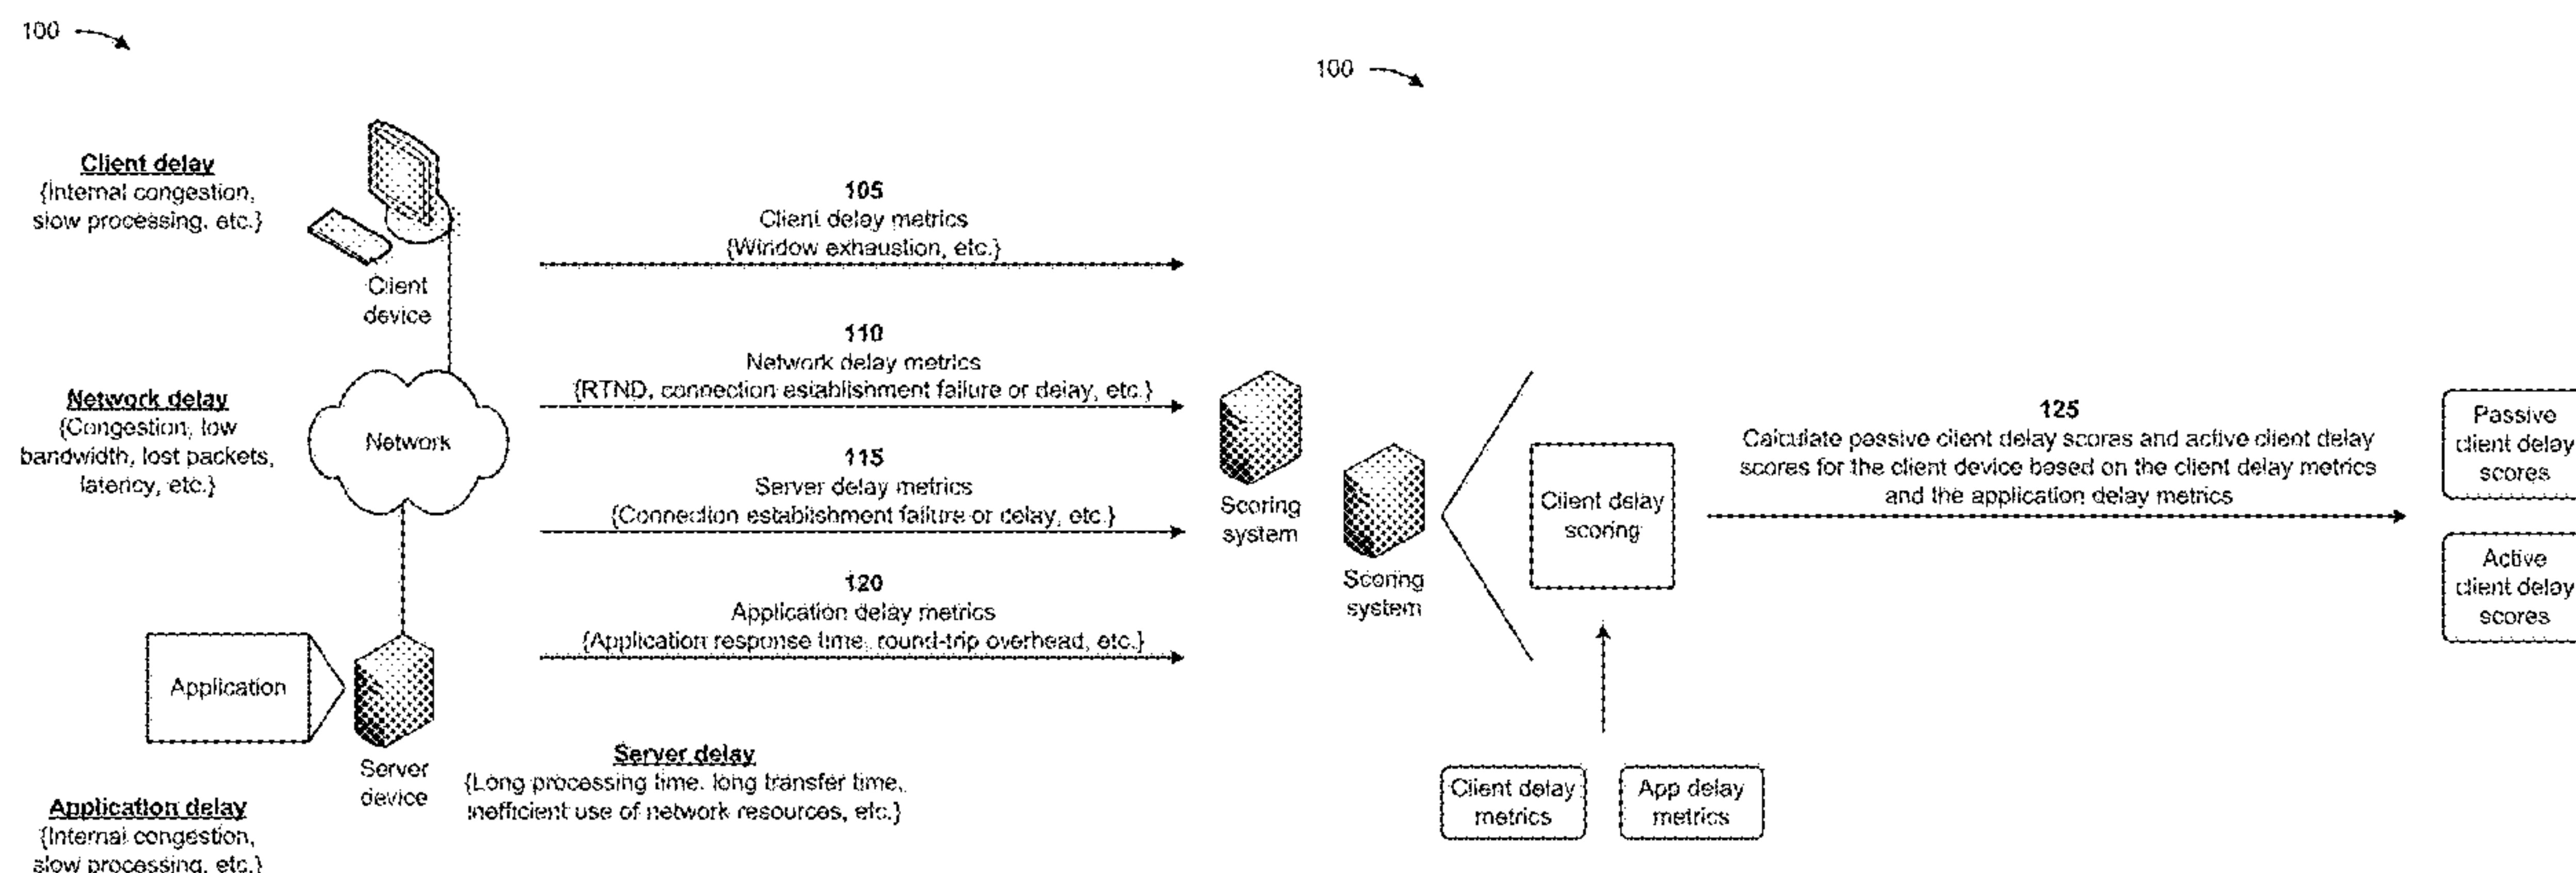 100
Client delay
{Internal congestion,
slow processing, etc.}
Client
device
105
Client delay metrics
{Window exhaustion, etc.}
110
Network delay metrics
{RTND, connection establishment failure or delay, etc.}
Network delay
{Congestion, low
bandwidth, lost packets,
latency, etc.}
Network
115
Server delay metrics
{Connection establishment failure or delay, etc.}
Scoring
system
120
Application delay metrics
{Application response time, round-trip overhead, etc.}
Application
Server
device
Server delay
{Long processing time, long transfer time,
inefficient use of network resources, etc.}
Application delay
{Internal congestion,
slow processing, etc.}
100
Scoring
system
Client delay
scoring
125
Calculate passive client delay scores and active client delay
scores for the client device based on the client delay metrics
and the application delay metrics
Passive
client delay
scores
Active
client delay
scores
Client delay
metrics
App delay
metrics